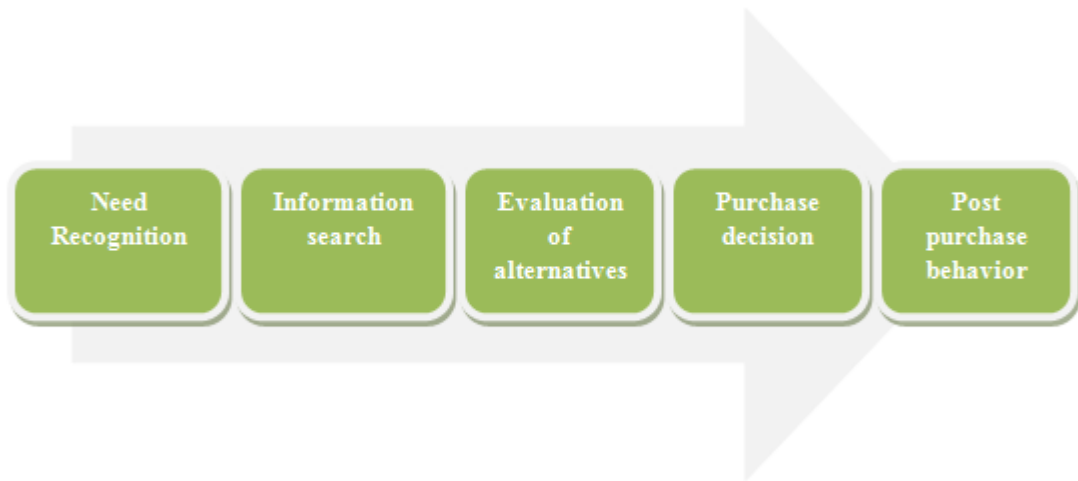 Need
Recognition
Information
search
Evaluation
of
alternatives
Purchase
decision
Post
purchase
behavior